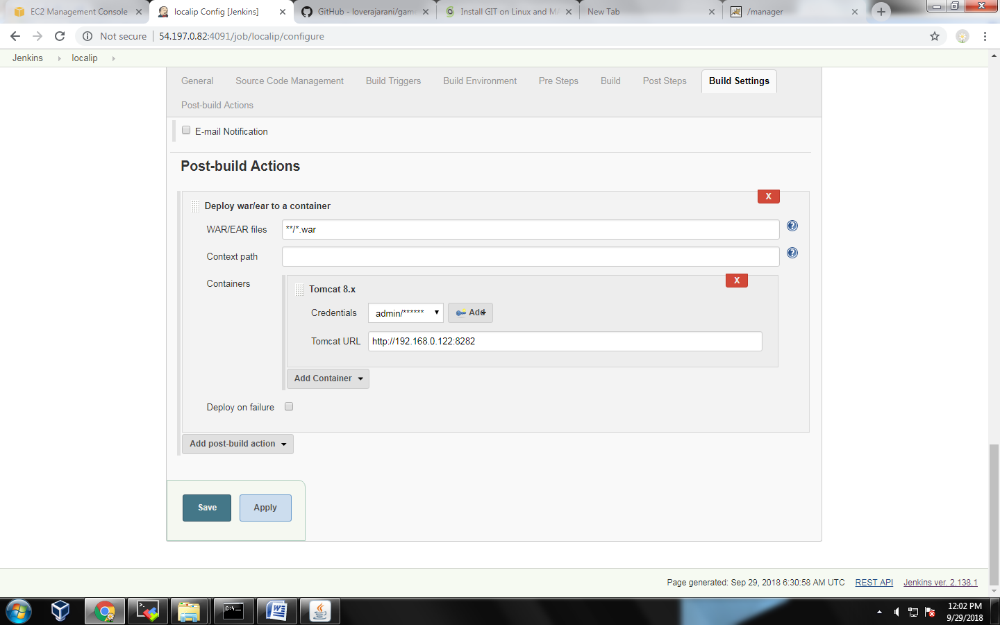 EC2 Management Console
localip Config [Jenkins]
GitHub - loverajarani/gam
Install GIT on Linux and M
New Tab
/manager
Not secure
54.197.0.82:4091/job/localip/configure
Jenkins
localip
General
Source Code Management
Build Triggers
Build Environment
Pre Steps
Build
Post Steps
Build Settings
Post-build Actions
E-mail Notification
Post-build Actions
X
Deploy war/ear to a container
WAR/EAR files
**/*.war
Context path
Containers
X
Tomcat 8.x
Credentials
admin/******
Add
Tomcat URL
http://192.168.0.122:8282
Add Container
Deploy on failure
Add post-build action
Save
Apply
Page generated: Sep 29, 2018 6:30:58 AM UTC
REST API
Jenkins ver. 2.138.1
12:02 PM
9/29/2018